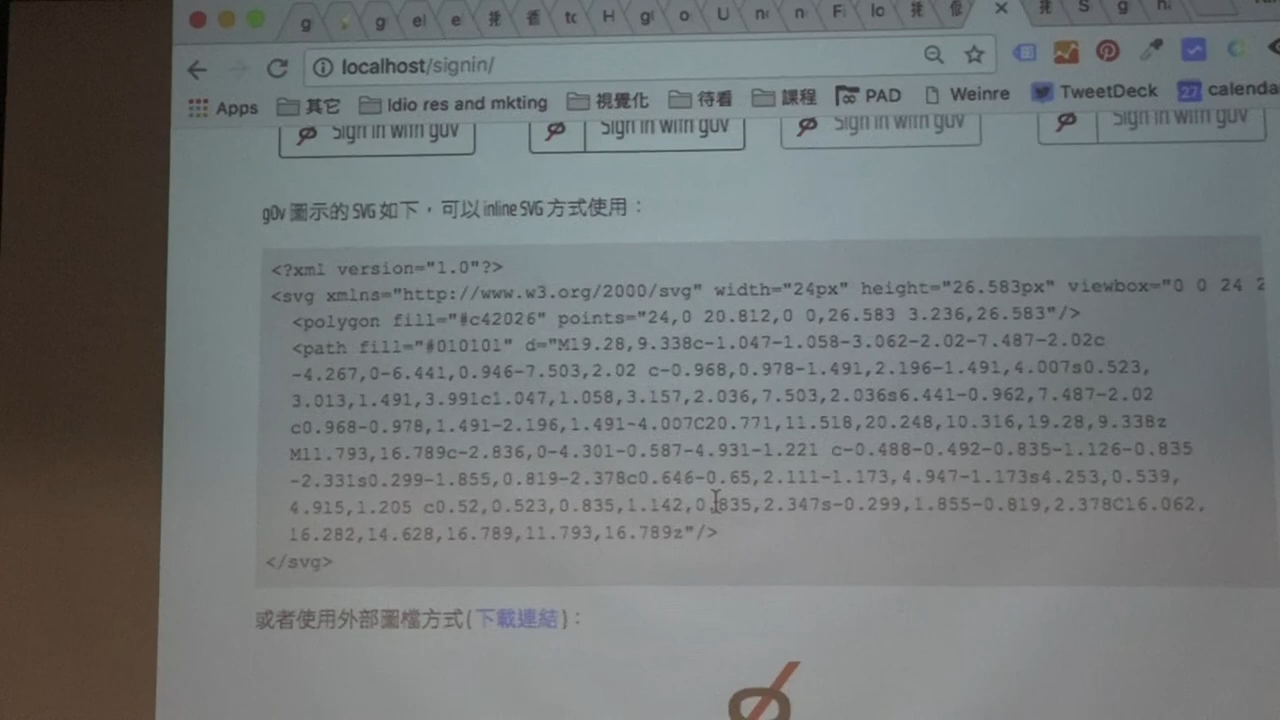 localhost/signin/
Apps 其它 Idio res and mkting 視覺化 待看 課程 PAD Weinre TweetDeck calenda
Sign in with g0v Sign in with g0v Sign in with g0v Sign in with g0v
g0v 圖示的 SVG 如下，可以 inline SVG 方式使用：
<?xml version="1.0"?>
<svg xmlns="http://www.w3.org/2000/svg" width="24px" height="26.583px" viewbox="0 0 24 2
<polygon fill="#c42026" points="24,0 20.812,0 0,26.583 3.236,26.583"/>
<path fill="#010101" d="M19.28,9.338c-1.047-1.058-3.062-2.02-7.487-2.02c
-4.267,0-6.441,0.946-7.503,2.02 c-0.968,0.978-1.491,2.196-1.491,4.007s0.523,
3.013,1.491,3.991c1.047,1.058,3.157,2.036,7.503,2.036s6.441-0.962,7.487-2.02
c0.968-0.978,1.491-2.196,1.491-4.007C20.771,11.518,20.248,10.316,19.28,9.338z
M11.793,16.789c-2.836,0-4.301-0.587-4.931-1.221 c-0.488-0.492-0.835-1.126-0.835
-2.331s0.299-1.855,0.819-2.378c0.646-0.65,2.111-1.173,4.947-1.173s4.253,0.539,
4.915,1.205 c0.52,0.523,0.835,1.142,0.835,2.347s-0.299,1.855-0.819,2.378C16.062,
16.282,14.628,16.789,11.793,16.789z"/>
</svg>
或者使用外部圖檔方式(下載連結)：